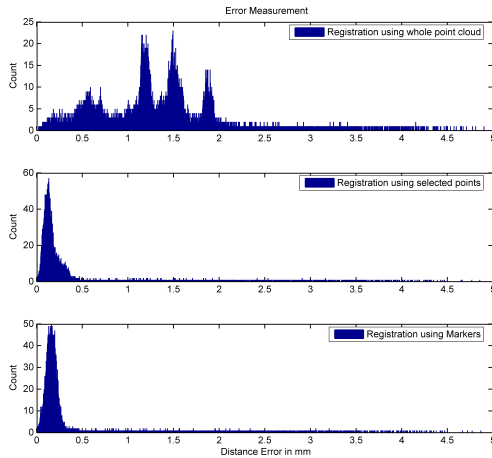 Error Measurement
25
20
15
10
5
0
Count
Registration using whole point cloud
0 0.5 1 1.5 2 2.5 3 3.5 4 4.5 5
60
40
20
0
Count
Registration using selected points
0 0.5 1 1.5 2 2.5 3 3.5 4 4.5 5
50
40
30
20
10
0
Count
Registration using Markers
0 0.5 1 1.5 2 2.5 3 3.5 4 4.5 5
Distance Error in mm